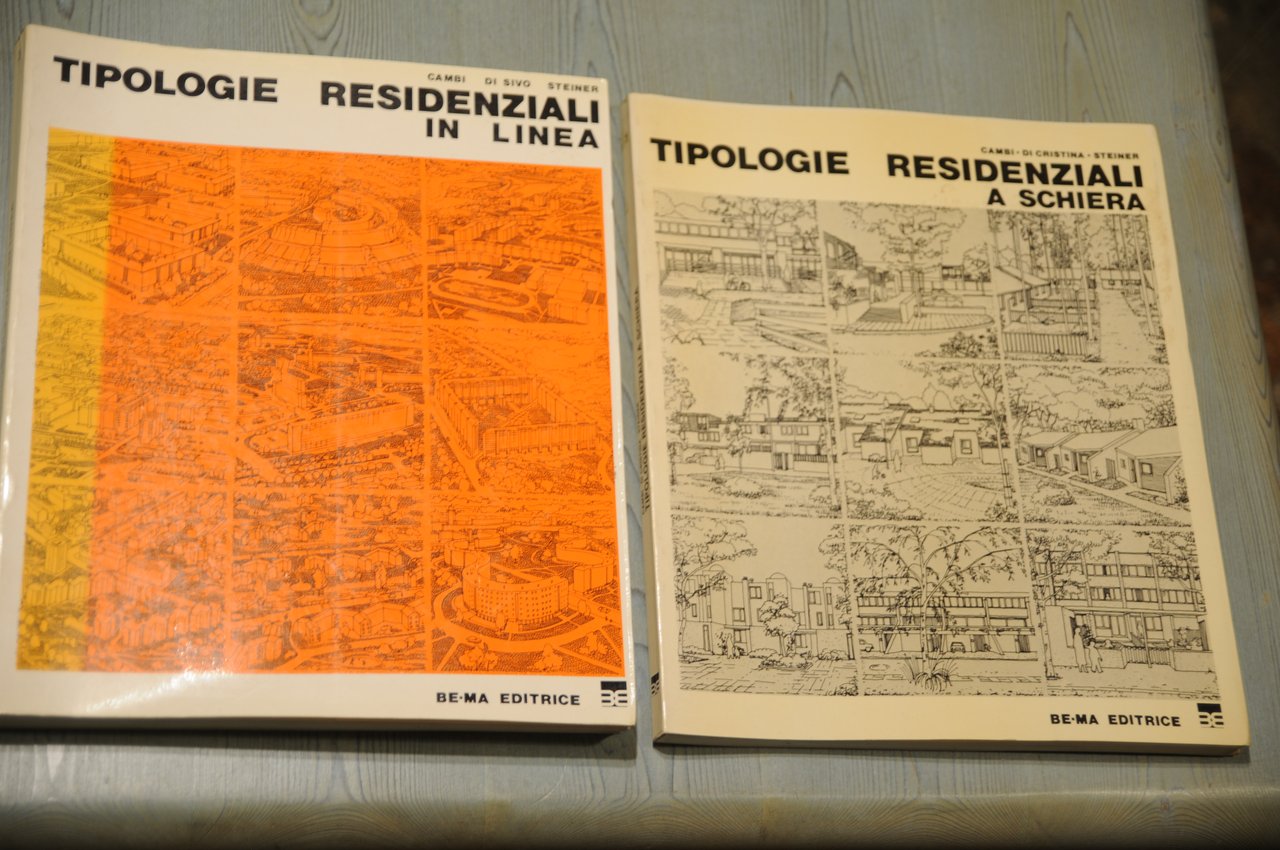 CAMBI DI SIVO STEINER
TIPOLOGIE RESIDENZIALI
IN LINEA
BE-MA EDITRICE
CAMBI - DI CRISTINA - STEINER
TIPOLOGIE RESIDENZIALI
A SCHIERA
BE-MA EDITRICE